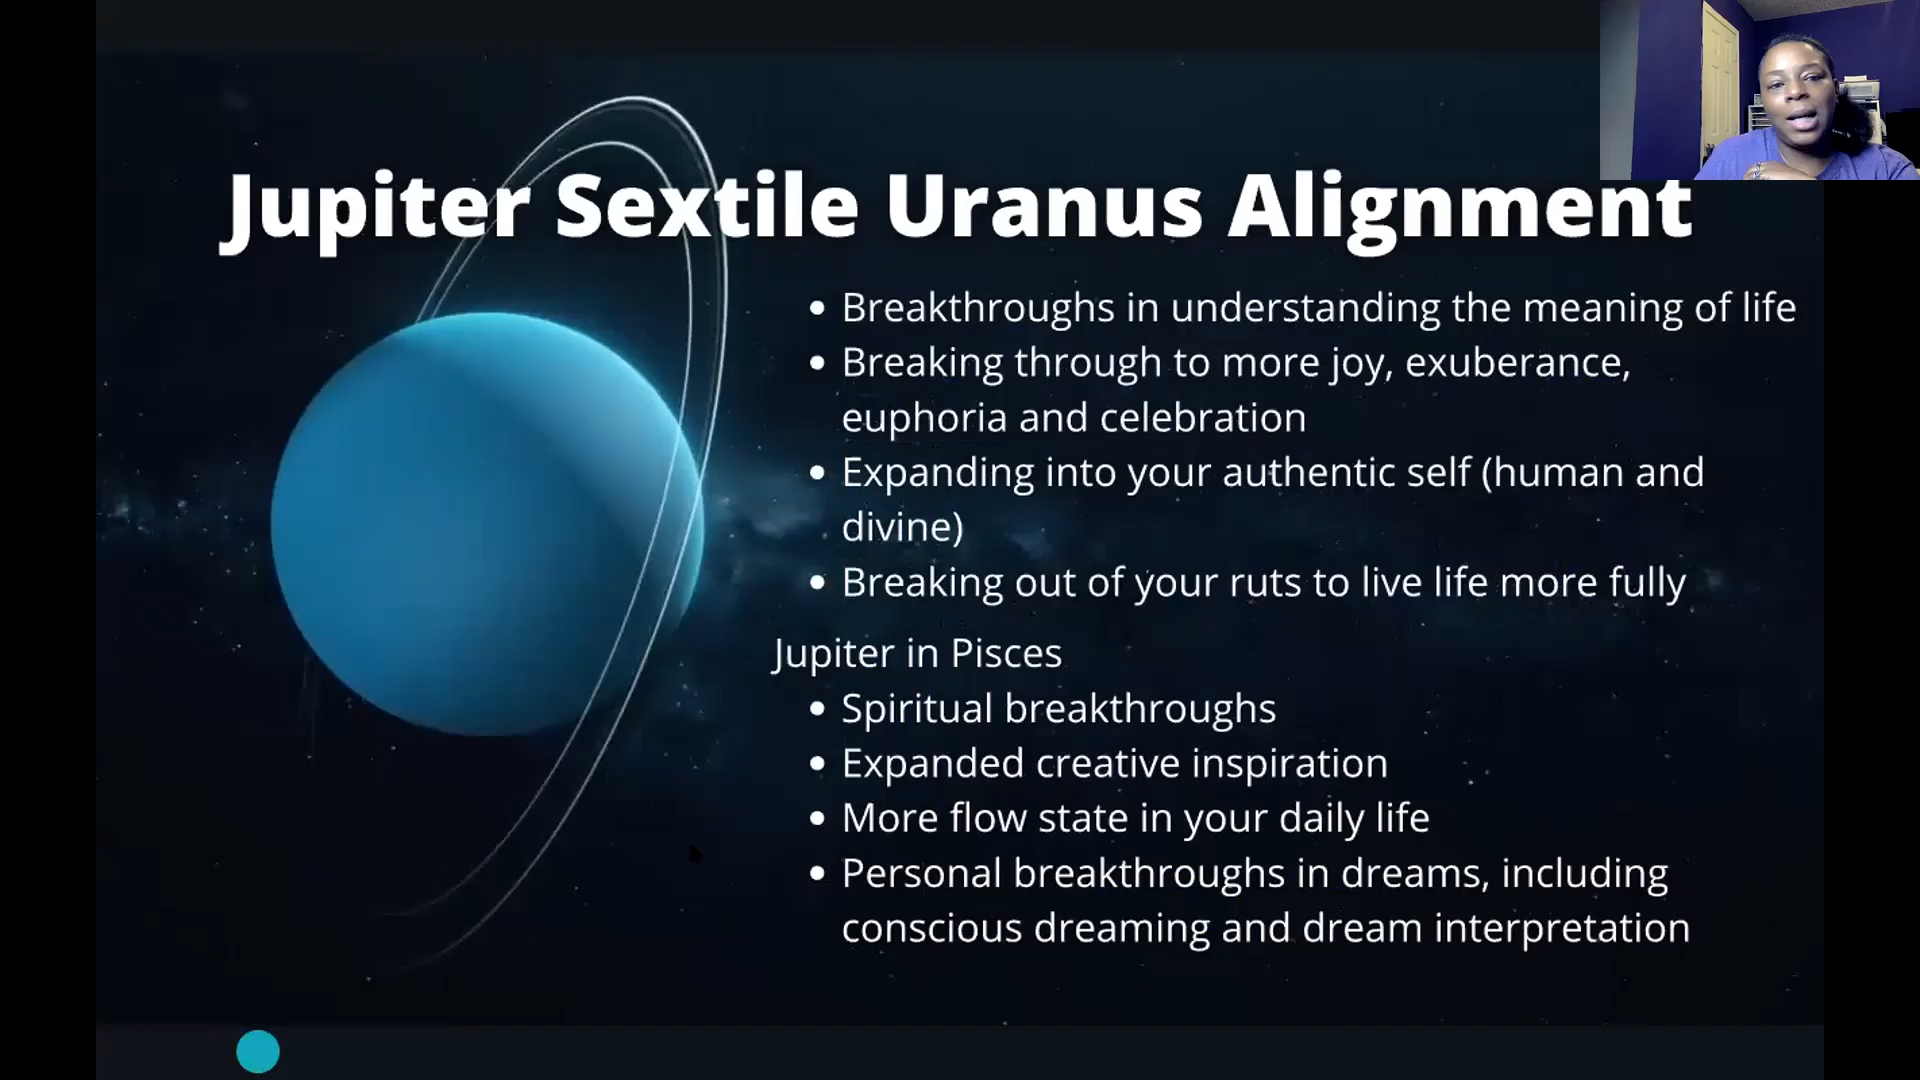 Jupiter Sextile Uranus Alignment
• Breakthroughs in understanding the meaning of life
• Breaking through to more joy, exuberance,
euphoria and celebration
• Expanding into your authentic self (human and
divine)
• Breaking out of your ruts to live life more fully
Jupiter in Pisces
• Spiritual breakthroughs
• Expanded creative inspiration
• More flow state in your daily life
• Personal breakthroughs in dreams, including
conscious dreaming and dream interpretation